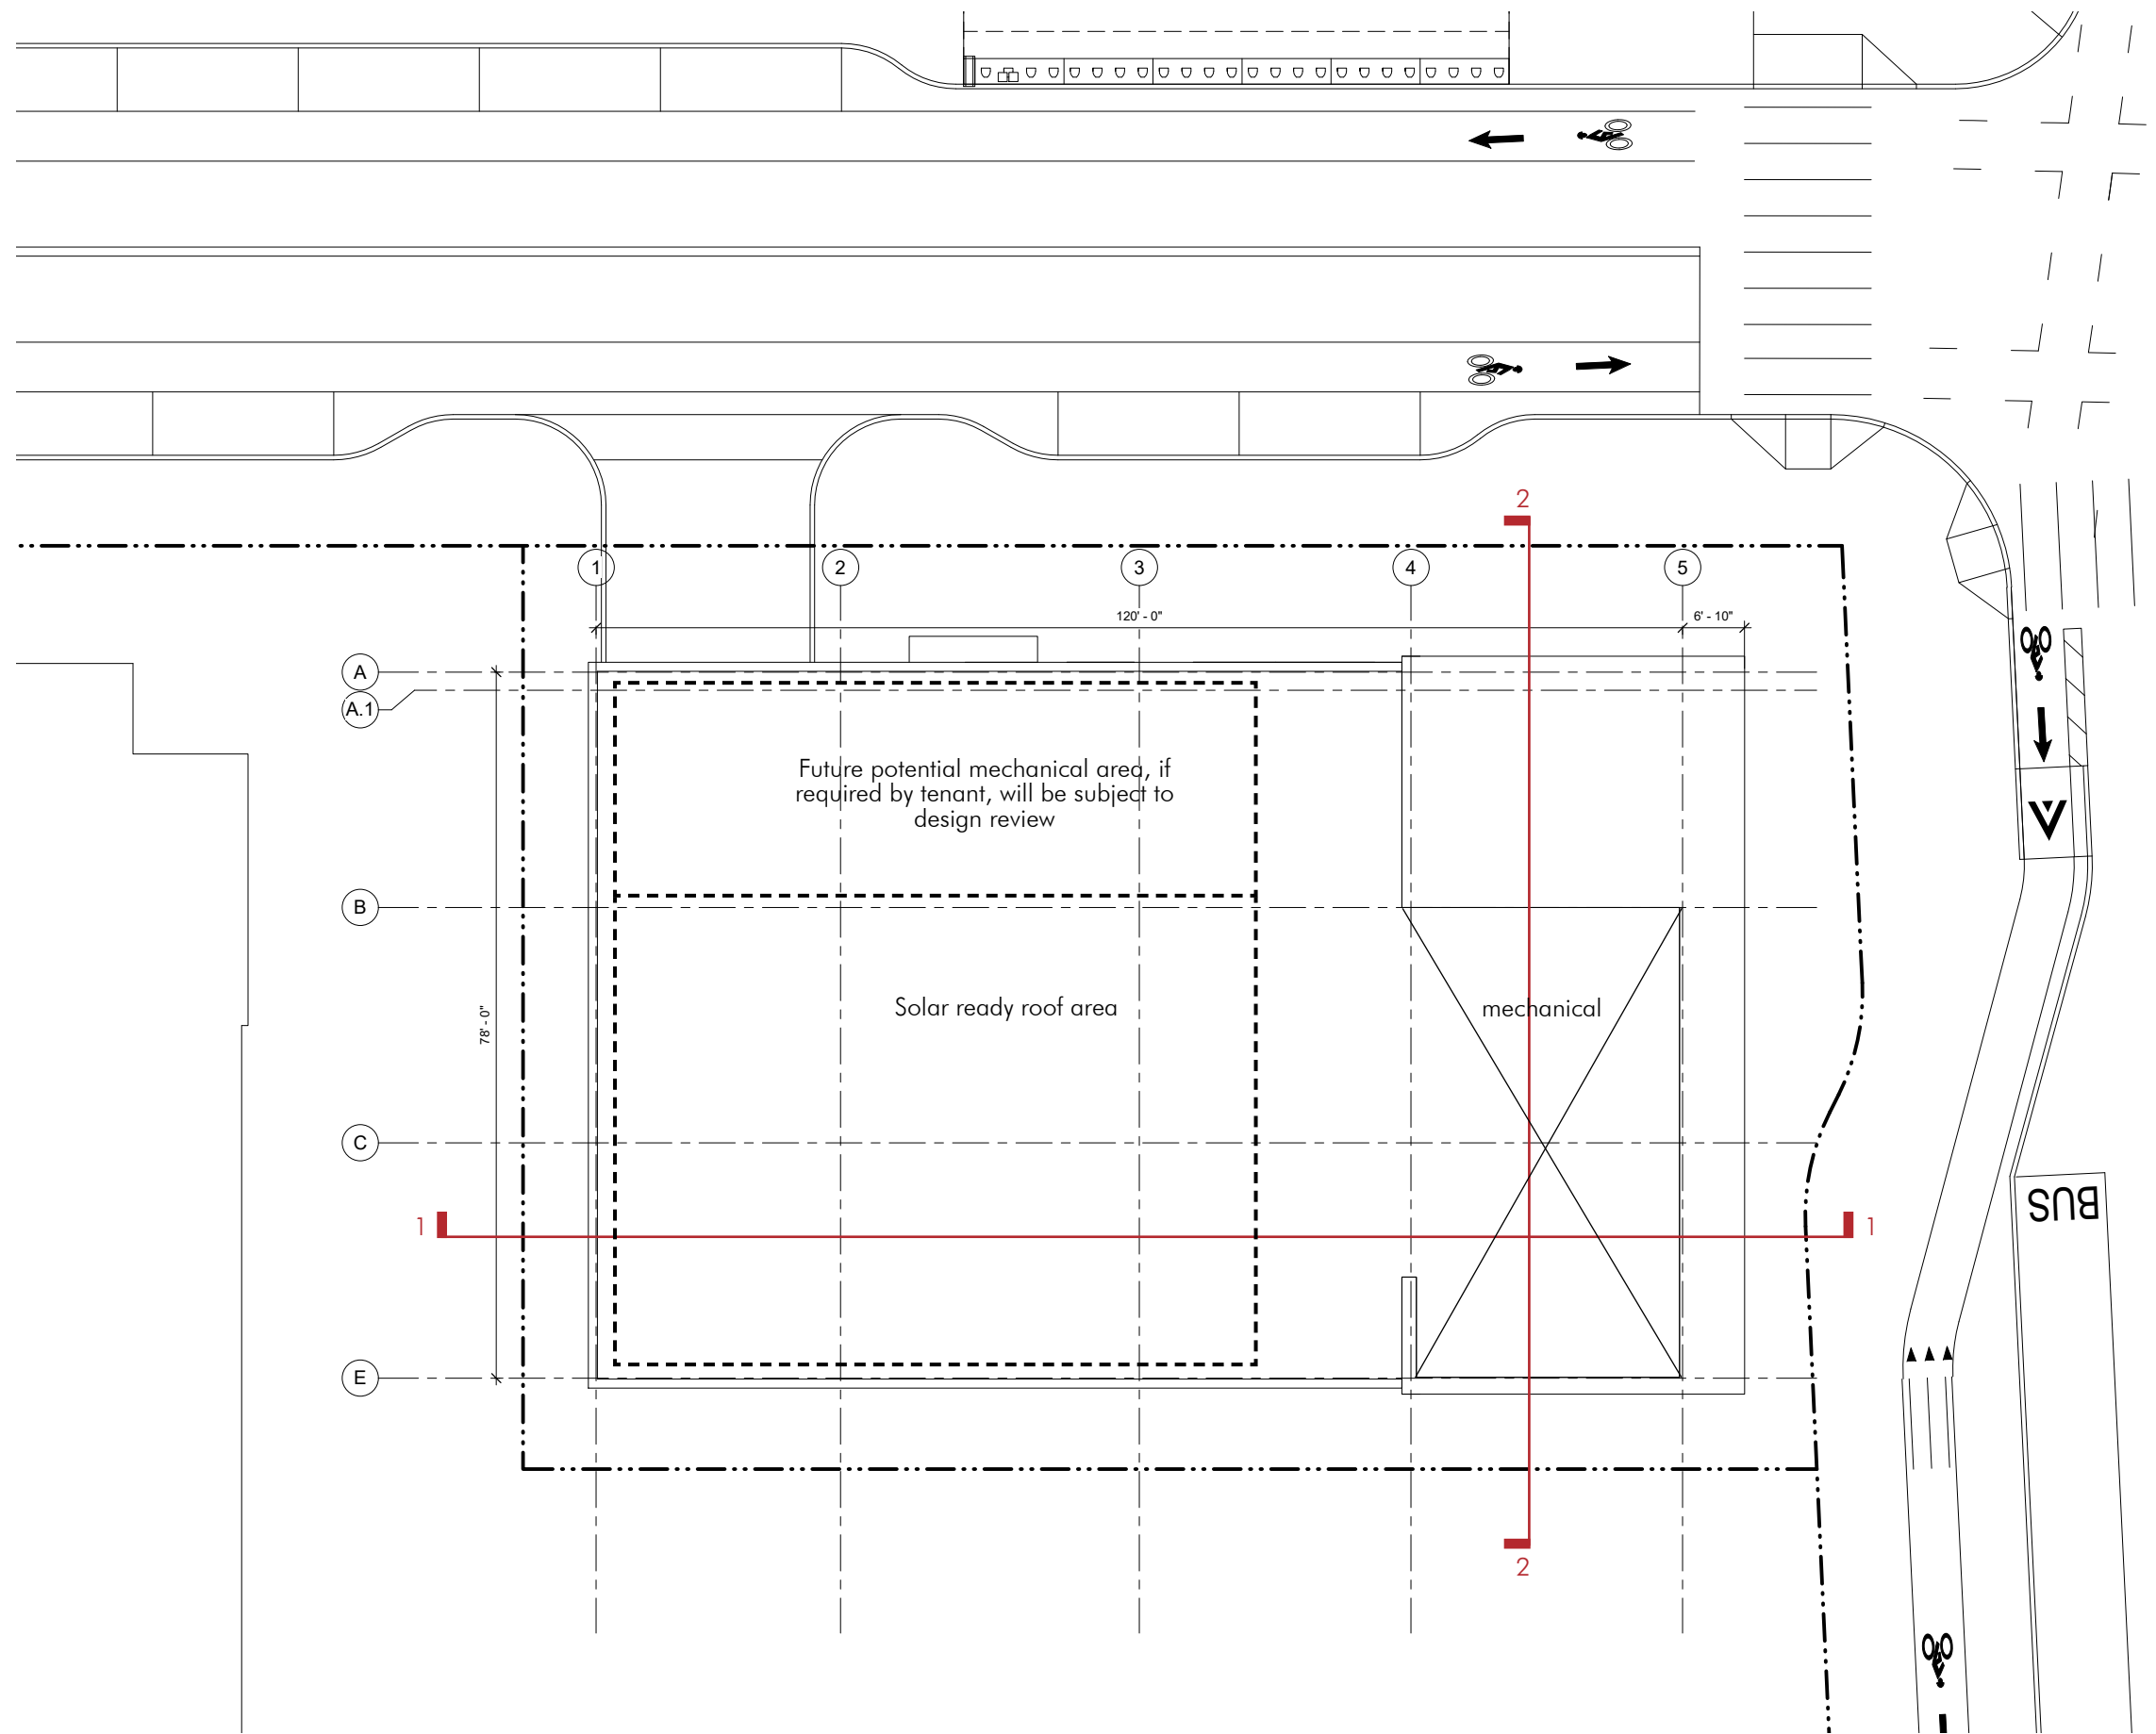 2
1
2
3
4
5
120' - 0"
6' - 10"
A
A.1
Future potential mechanical area, if
required by tenant, will be subject to
design review
B
Solar ready roof area
mechanical
78' - 0"
C
BUS
1
1
E
2